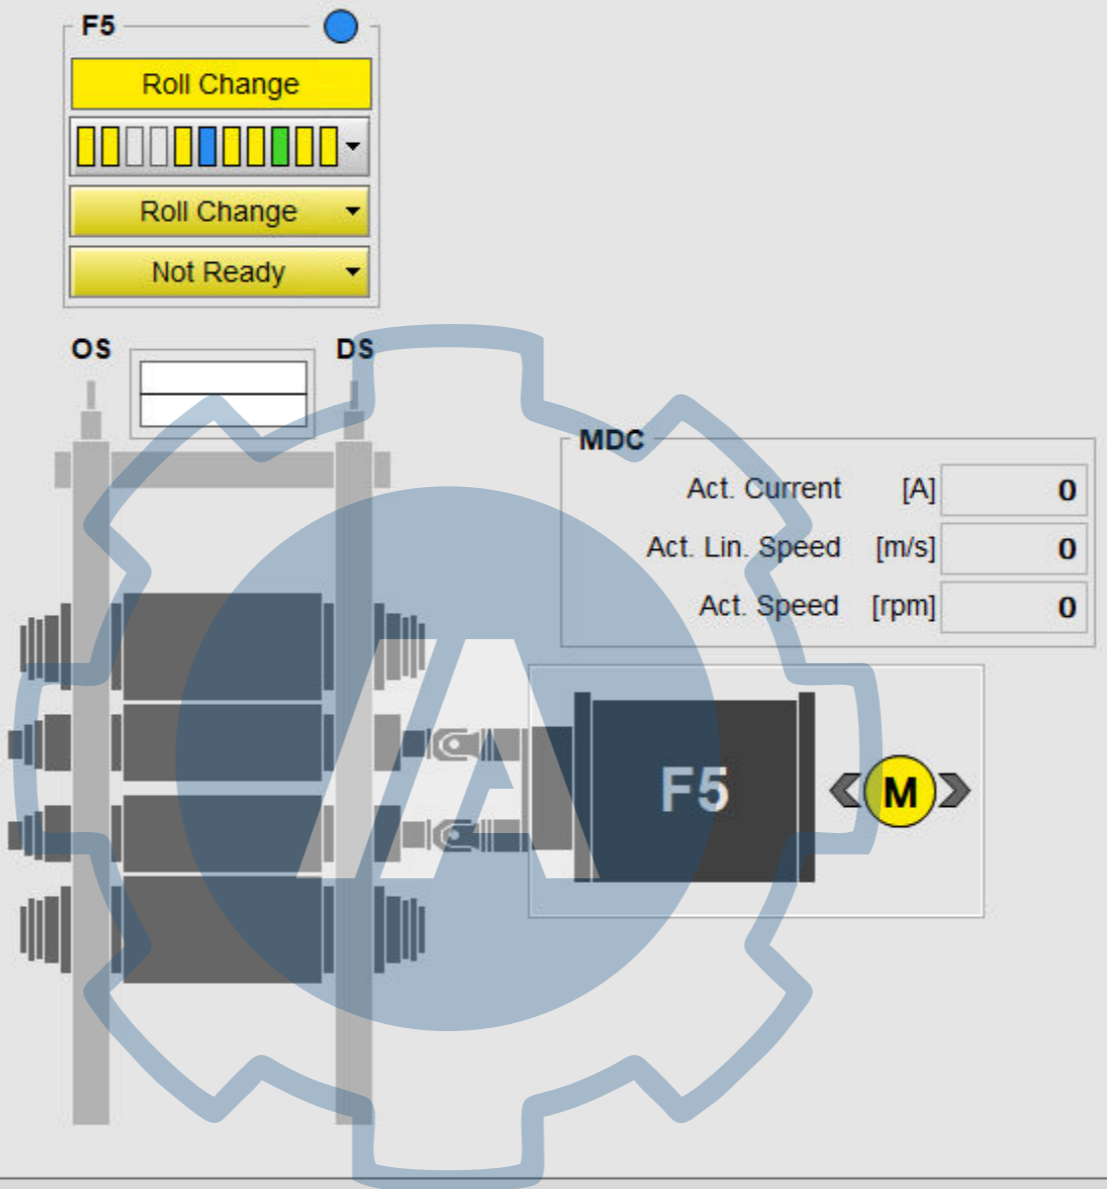 F5
Roll Change
Roll Change
Not Ready
OS DS
MDC
Act. Current [A] 0
Act. Lin. Speed [m/s] 0
Act. Speed [rpm] 0
F5
M